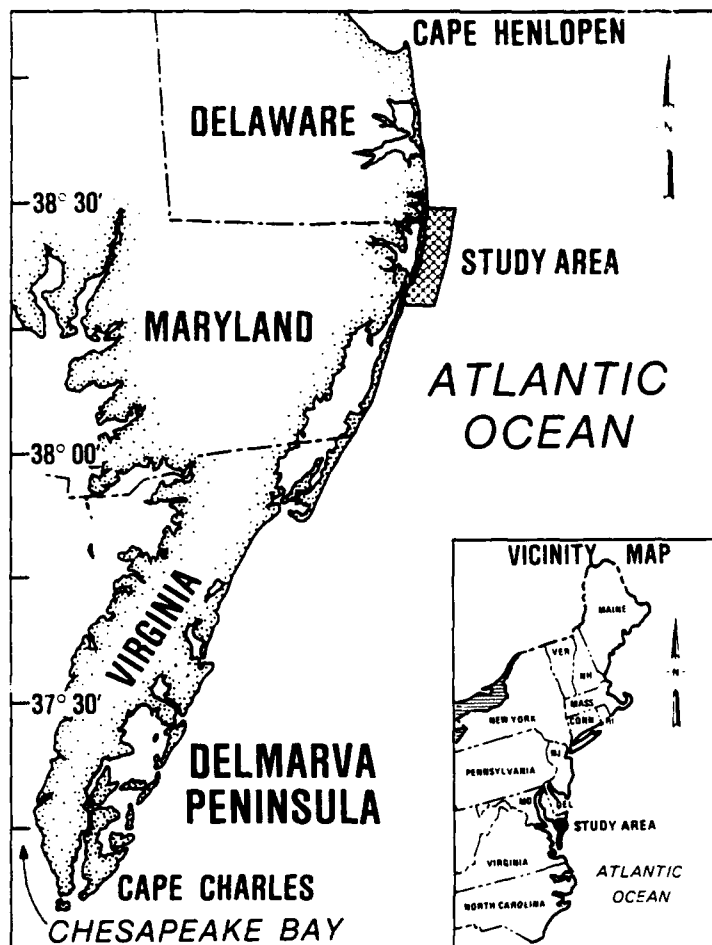 CAPE HENLOPEN
DELAWARE
38° 30'
STUDY AREA
MARYLAND
ATLANTIC
OCEAN
38° 00'
VIRGINIA
37° 30'
DELMARVA
PENINSULA
CAPE CHARLES
CHESAPEAKE BAY
VICINITY MAP
MAINE
VER
NH
MASS
CONN
RI
NEW YORK
N
PENNSYLVANIA
NJ
MD
DEL
STUDY AREA
VIRGINIA
ATLANTIC
OCEAN
NORTH CAROLINA